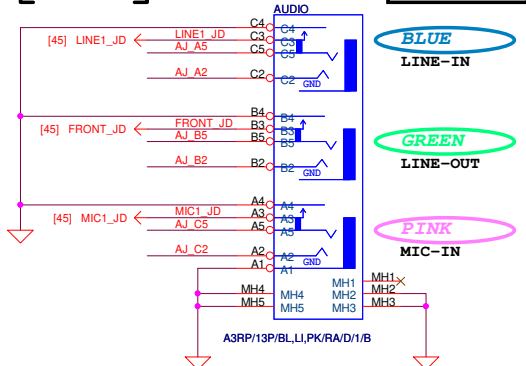 AUDIO
C4 C4
[45] LINE1_JD LINE1_JD C3 C3
AJ_A5 C5 C5
AJ_A2 C2 C2
GND
BLUE
LINE-IN
B4 B4
[45] FRONT_JD FRONT_JD B3 B3
AJ_B5 B5 B5
AJ_B2 B2 B2
GND
GREEN
LINE-OUT
A4 A4
[45] MIC1_JD MIC1_JD A3 A3
AJ_C5 A5 A5
AJ_C2 A2 A2
GND
A1 A1
PINK
MIC-IN
MH1 MH1
MH4 MH4 MH2 MH2
MH5 MH5 MH3 MH3
A3RP/13P/BL,LI,PK/RA/D/1/B